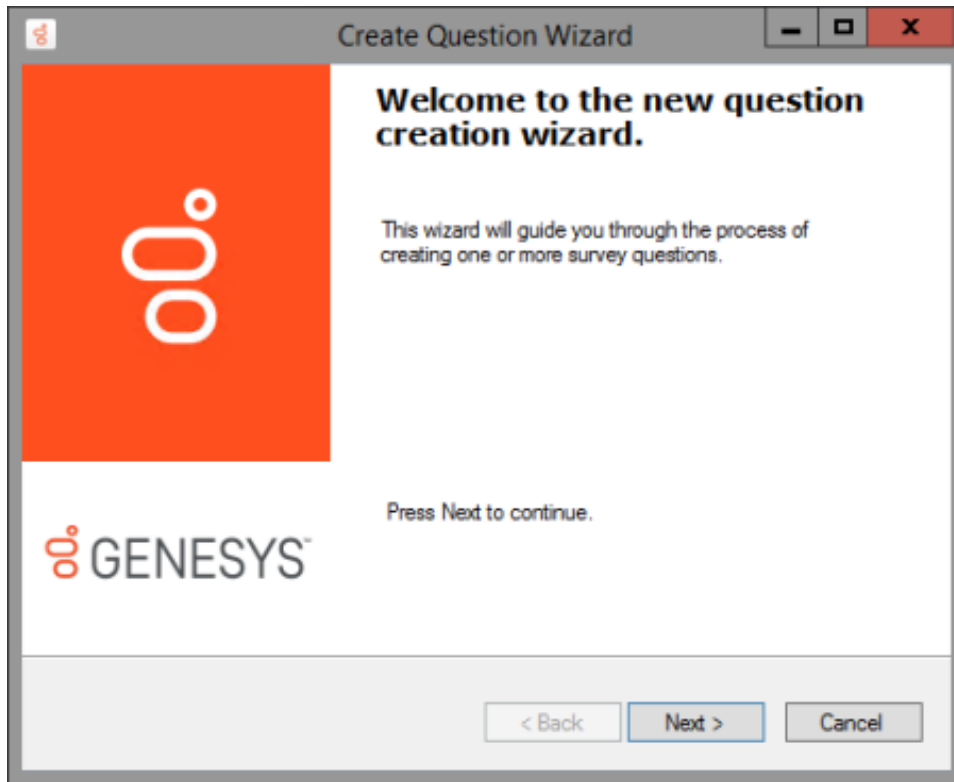 Create Question Wizard
Welcome to the new question
creation wizard.
This wizard will guide you through the process of
creating one or more survey questions.
Press Next to continue.
GENESYS™
< Back Next > Cancel